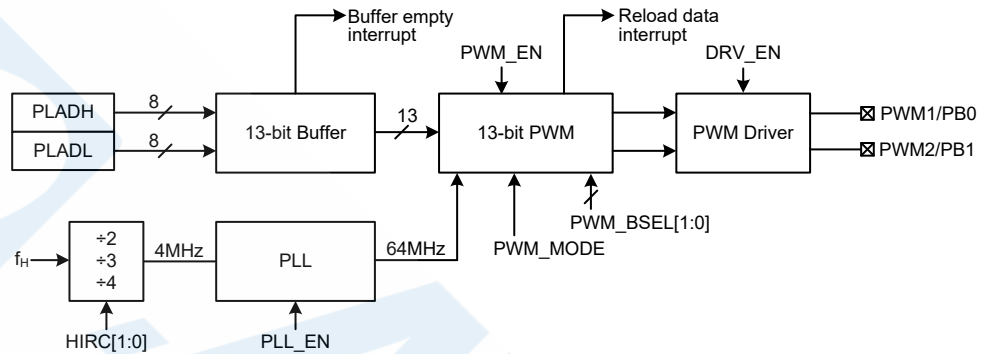 Buffer empty
interrupt
Reload data
interrupt
PWM_EN
DRV_EN
PLADH
8
PLADL
8
13-bit Buffer
13
13-bit PWM
PWM Driver
PWM1/PB0
PWM2/PB1
PWM_BSEL[1:0]
PWM_MODE
fH
÷2
÷3
÷4
4MHz
PLL
64MHz
HIRC[1:0]
PLL_EN